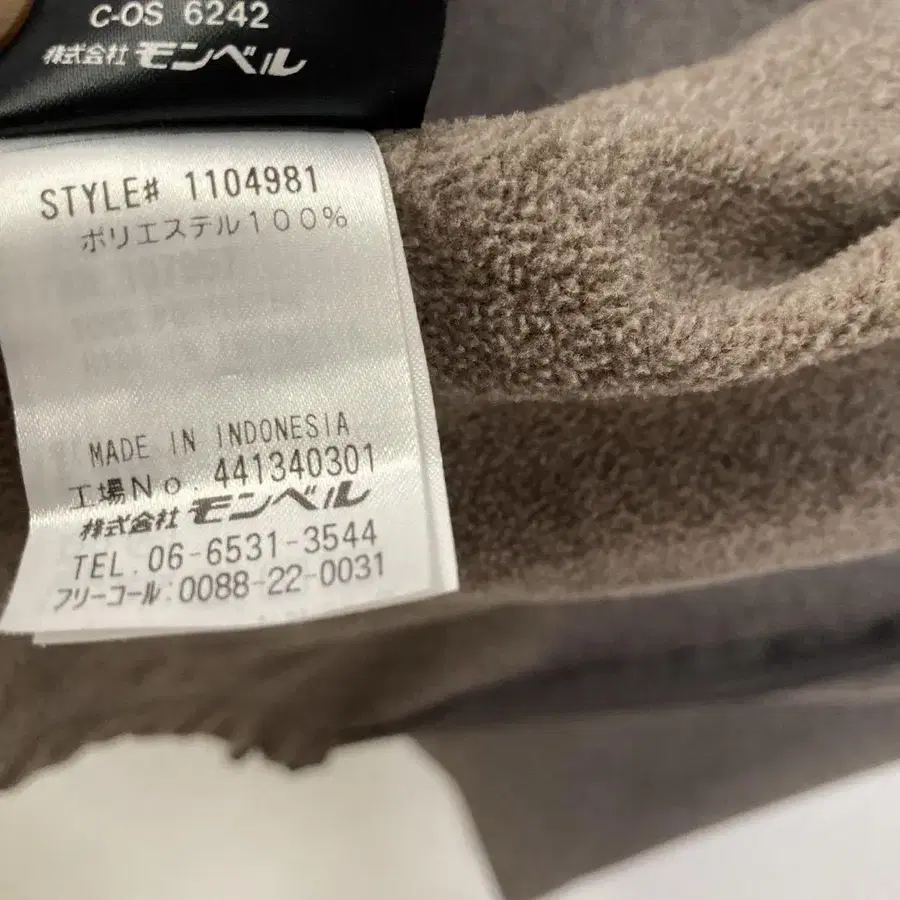 C-OS 6242
株式会社 モンベル
STYLE# 1104981
ポリエステル100%
MADE IN INDONESIA
工場No. 441340301
株式会社 モンベル
TEL. 06-6531-3544
フリーコール:0088-22-0031